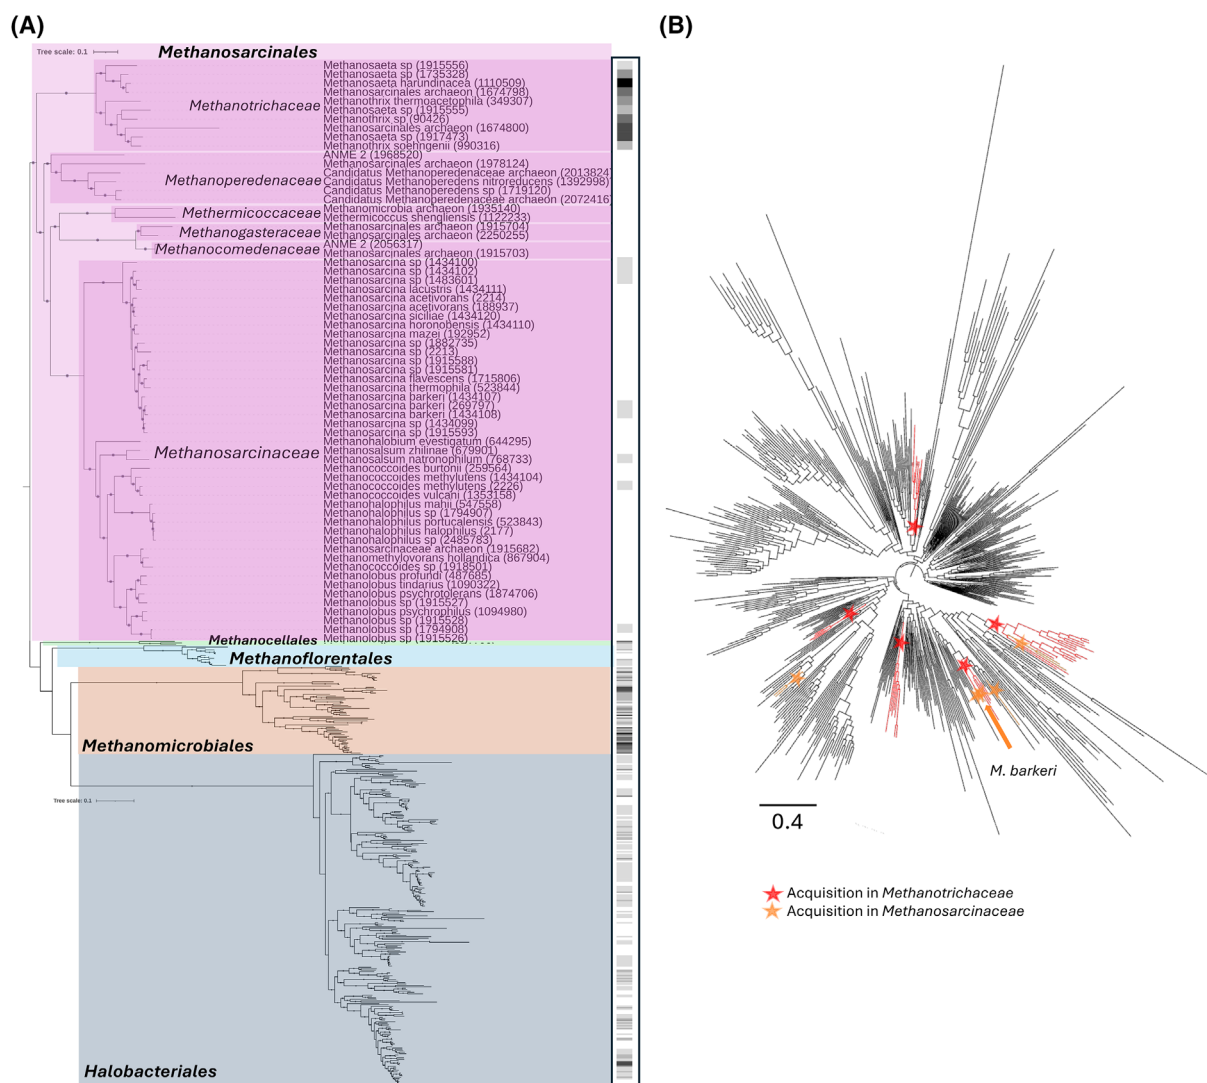 (A)
Tree scale: 0.1
Methanosarcinales
Methanosaeta sp (1915556)
Methanosaeta sp (1735328)
Methanosaeta harundinacea (1110509)
Methanosarcinales archaeon (1674798)
Methanothrix thermoacetophila (349307)
Methanotrichaceae
Methanosaeta sp (1915555)
Methanothrix sp (90426)
Methanosarcinales archaeon (1674800)
Methanosaeta sp (1917473)
Methanothrix soehngenii (990316)
ANME 2 (1968520)
Methanosarcinales archaeon (1978124)
Candidatus Methanoperedenaceae archaeon (2013824)
Methanoperedenaceae
Candidatus Methanoperedens nitroreducens (1392998)
Candidatus Methanoperedens sp (1719120)
Candidatus Methanoperedenaceae archaeon (2072416)
Methanomicrobia archaeon (1935140)
Methermicoccaceae
Methermicoccus shengliensis (1122233)
Methanosarcinales archaeon (1915704)
Methanogasteraceae
Methanosarcinales archaeon (2250255)
ANME 2 (2056317)
Methanocomedenaceae
Methanosarcinales archaeon (1915703)
Methanosarcina sp (1434100)
Methanosarcina sp (1434102)
Methanosarcina sp (1483601)
Methanosarcina lacustris (1434111)
Methanosarcina acetivorans (2214)
Methanosarcina acetivorans (188937)
Methanosarcina siciliae (1434120)
Methanosarcina horonobensis (1434110)
Methanosarcina mazei (192952)
Methanosarcina sp (1882735)
Methanosarcina sp (2213)
Methanosarcina sp (1915588)
Methanosarcina sp (1915581)
Methanosarcina flavescens (1715806)
Methanosarcina thermophila (523844)
Methanosarcina barkeri (1434107)
Methanosarcina barkeri (269797)
Methanosarcina barkeri (1434108)
Methanosarcina sp (1434099)
Methanosarcina sp (1915593)
Methanohalobium evestigatum (644295)
Methanosarcinaceae
Methanosalsum zhilinae (679901)
Methanosalsum natronophilum (768733)
Methanococcoides burtonii (259564)
Methanococcoides methylutens (1434104)
Methanococcoides methylutens (2226)
Methanococcoides vulcani (1353158)
Methanohalophilus mahii (547558)
Methanohalophilus sp (1794907)
Methanohalophilus portucalensis (523843)
Methanohalophilus halophilus (2177)
Methanohalophilus sp (2485783)
Methanosarcinaceae archaeon (1915682)
Methanomethylovorans hollandica (867904)
Methanococcoides sp (1918501)
Methanolobus profundi (487685)
Methanolobus tindarius (1090322)
Methanolobus psychrotolerans (1874706)
Methanolobus sp (1915527)
Methanolobus psychrophilus (1094980)
Methanolobus sp (1915528)
Methanolobus sp (1794908)
Methanolobus sp (1915526)
Methanocellales
Methanoflorentales
Methanomicrobiales
Tree scale: 0.1
Halobacteriales
(B)
M. barkeri
0.4
Acquisition in Methanotrichaceae
Acquisition in Methanosarcinaceae